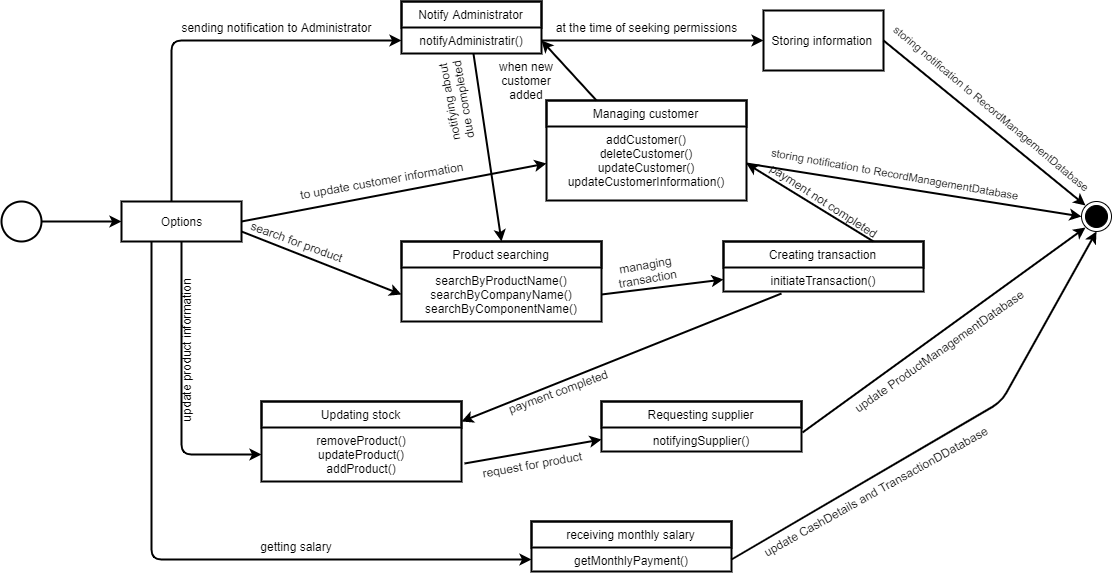 Notify Administrator
notifyAdministratir()
sending notification to Administrator
at the time of seeking permissions
Storing information
storing notification to RecordManagementDatabase
notifying about
due completed
when new
customer
added
Managing customer
addCustomer()
deleteCustomer()
updateCustomer()
updateCustomerInformation()
to update customer information
storing notification to RecordManagementDatabase
payment not completed
Options
search for product
Product searching
searchByProductName()
searchByCompanyName()
searchByComponentName()
managing
transaction
Creating transaction
initiateTransaction()
update product information
payment completed
update ProductManagementDatabase
Updating stock
removeProduct()
updateProduct()
addProduct()
request for product
Requesting supplier
notifyingSupplier()
update CashDetails and TransactionDDatabase
getting salary
receiving monthly salary
getMonthlyPayment()